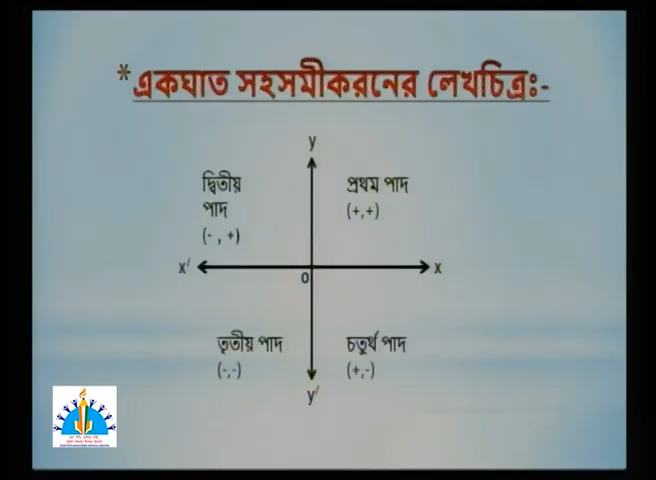 *একঘাত সহসমীকরনের লেখচিত্রঃ-
y
দ্বিতীয়
পাদ
(- , +)
প্রথম পাদ
(+,+)
x'
0
x
তৃতীয় পাদ
(-,-)
চতুর্থ পাদ
(+,-)
y'